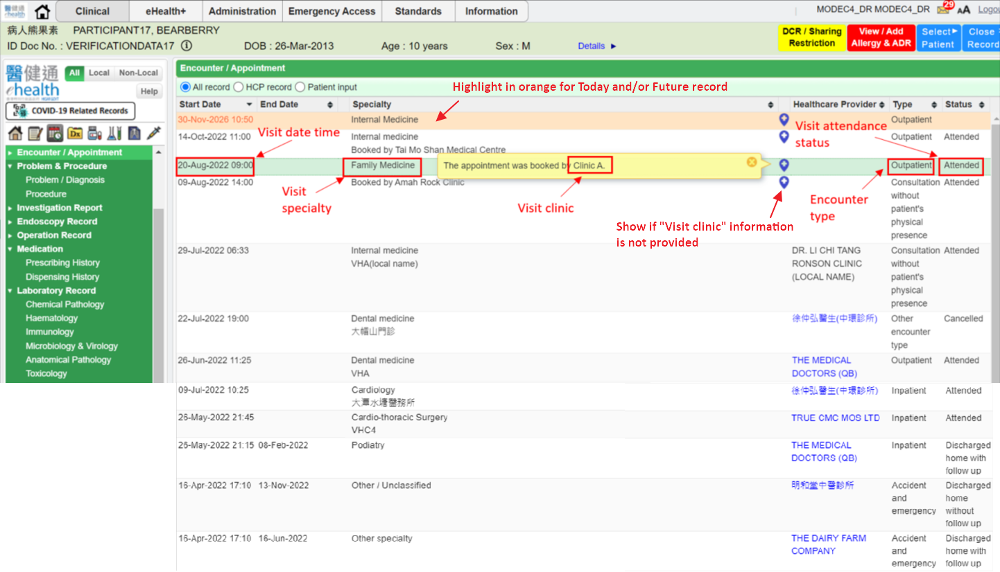 醫健通
ehealth
Clinical eHealth+ Administration Emergency Access Standards Information
MODEC4_DR MODEC4_DR 29 AA Logou
病人熊果素 PARTICIPANT17, BEARBERRY
ID Doc No. : VERIFICATIONDATA17 DOB : 26-Mar-2013 Age : 10 years Sex : M Details
DCR / Sharing Restriction
View / Add Allergy & ADR
Select Patient
Close Record
醫健通
ehealth
All Local Non-Local
Help
COVID-19 Related Records
Dx
Encounter / Appointment
Problem & Procedure
Problem / Diagnosis
Procedure
Investigation Report
Endoscopy Record
Operation Record
Medication
Prescribing History
Dispensing History
Laboratory Record
Chemical Pathology
Haematology
Immunology
Microbiology & Virology
Anatomical Pathology
Toxicology
Encounter / Appointment
All record HCP record Patient input
Highlight in orange for Today and/or Future record
Start Date End Date Specialty Healthcare Provider Type Status
30-Nov-2026 10:50 Internal Medicine Outpatient
Visit date time
Visit attendance
status
14-Oct-2022 11:00 Internal medicine Outpatient Attended
Booked by Tai Mo Shan Medical Centre
20-Aug-2022 09:00 Family Medicine The appointment was booked by Clinic A. Outpatient Attended
09-Aug-2022 14:00 Booked by Amah Rock Clinic Consultation Attended
without
patient's
physical
presence
Visit
specialty
Visit clinic
Encounter
type
Show if "Visit clinic" information
is not provided
29-Jul-2022 06:33 Internal medicine DR. LI CHI TANG Consultation Attended
VHA(local name) RONSON CLINIC without
(LOCAL NAME) patient's
physical
presence
22-Jul-2022 19:00 Dental medicine 徐仲弘醫生(中環診所) Other Cancelled
大帽山門診 encounter
type
26-Jun-2022 11:25 Dental medicine THE MEDICAL Outpatient Attended
VHA DOCTORS (QB)
09-Jul-2022 10:25 Cardiology 徐仲弘醫生(中環診所) Inpatient Attended
大潭水塘醫務所
26-May-2022 21:45 Cardio-thoracic Surgery TRUE CMC MOS LTD Inpatient Attended
VHC4
26-May-2022 21:15 08-Feb-2022 Podiatry THE MEDICAL Inpatient Discharged
DOCTORS (QB) home with
follow up
16-Apr-2022 17:10 13-Nov-2022 Other / Unclassified 明和堂中醫診所 Accident Discharged
and home
emergency without
follow up
16-Apr-2022 17:10 16-Jun-2022 Other specialty THE DAIRY FARM Accident Discharged
COMPANY and home with
emergency follow up